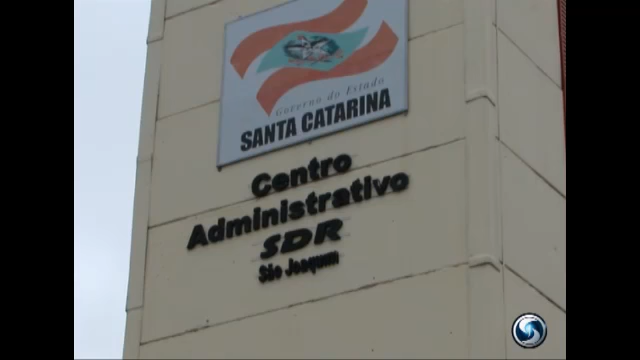 Governo do Estado
SANTA CATARINA
Centro
Administrativo
SDR
São Joaquim